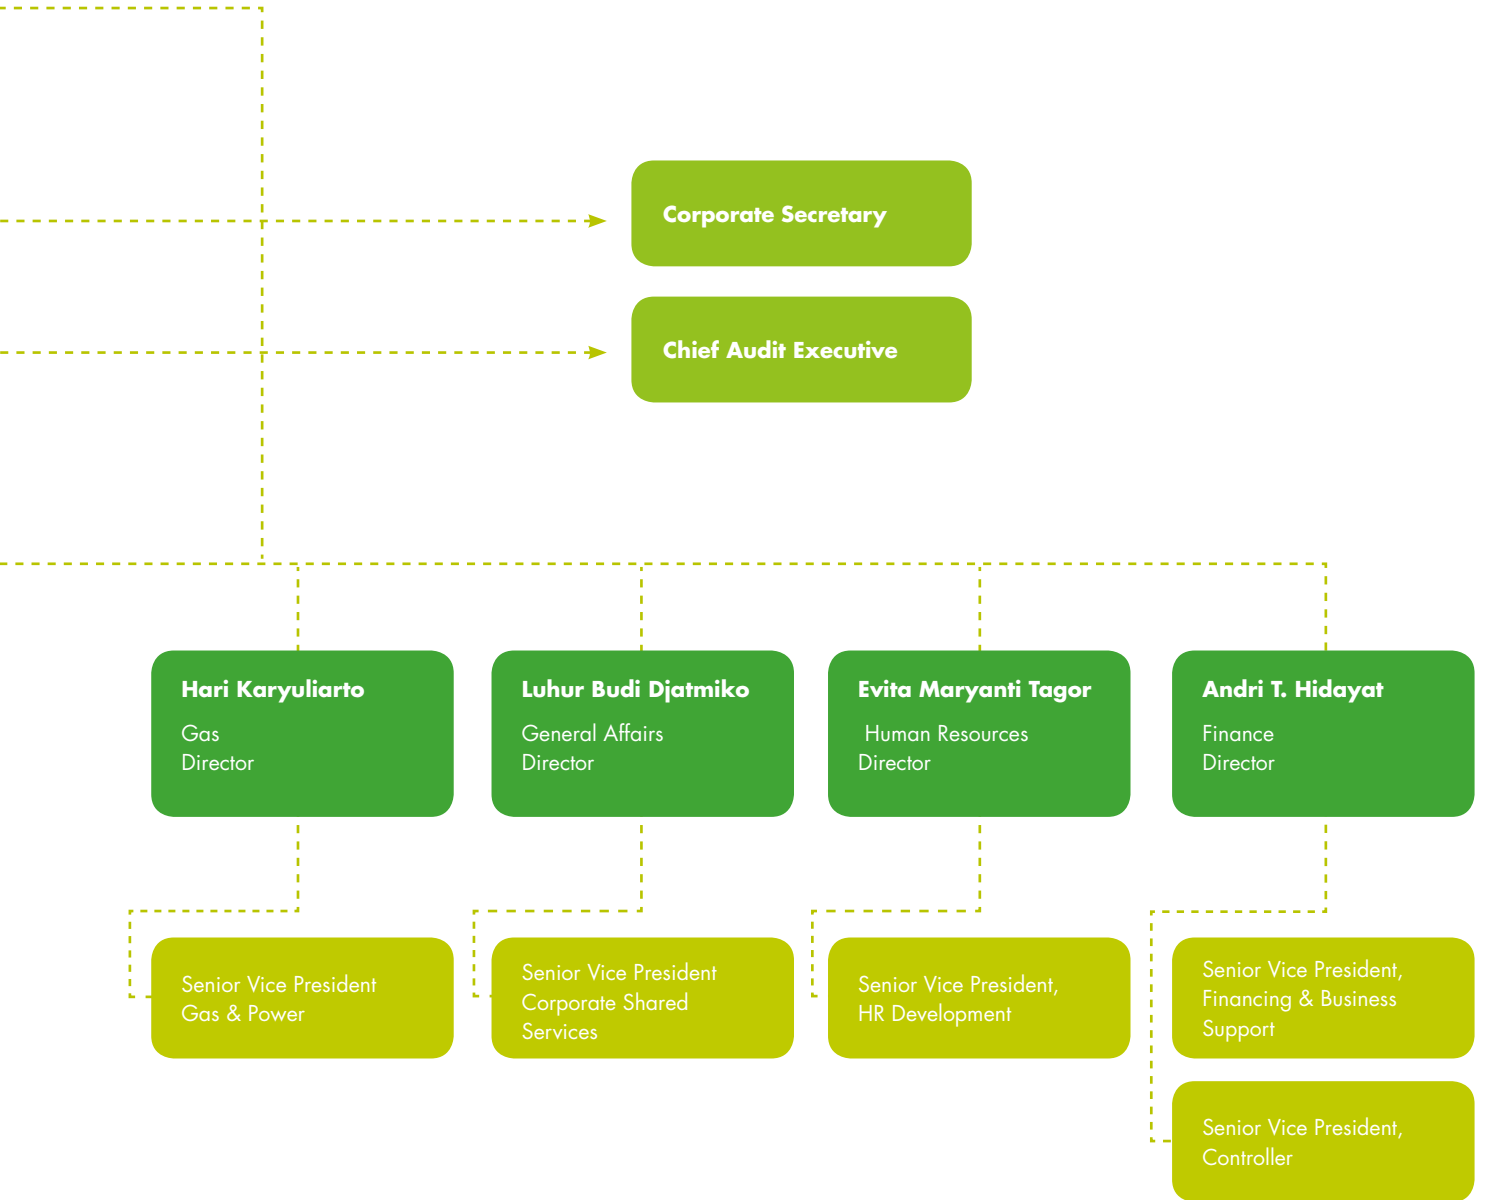 Corporate Secretary
Chief Audit Executive
Hari Karyuliarto
Gas
Director
Luhur Budi Djatmiko
General Affairs
Director
Evita Maryanti Tagor
Human Resources
Director
Andri T. Hidayat
Finance
Director
Senior Vice President
Gas & Power
Senior Vice President
Corporate Shared
Services
Senior Vice President,
HR Development
Senior Vice President,
Financing & Business
Support
Senior Vice President,
Controller